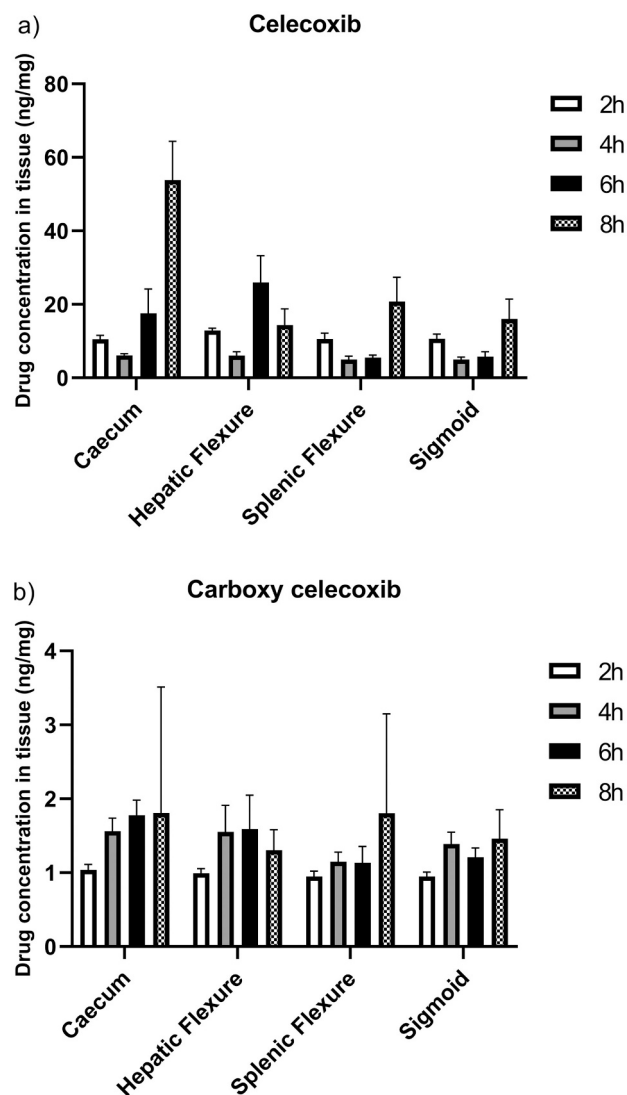 a)
Celecoxib
Drug concentration in tissue (ng/mg)
80
60
40
20
0
Caecum
Hepatic Flexure
Splenic Flexure
Sigmoid
2h
4h
6h
8h
b)
Carboxy celecoxib
Drug concentration in tissue (ng/mg)
4
3
2
1
0
Caecum
Hepatic Flexure
Splenic Flexure
Sigmoid
2h
4h
6h
8h